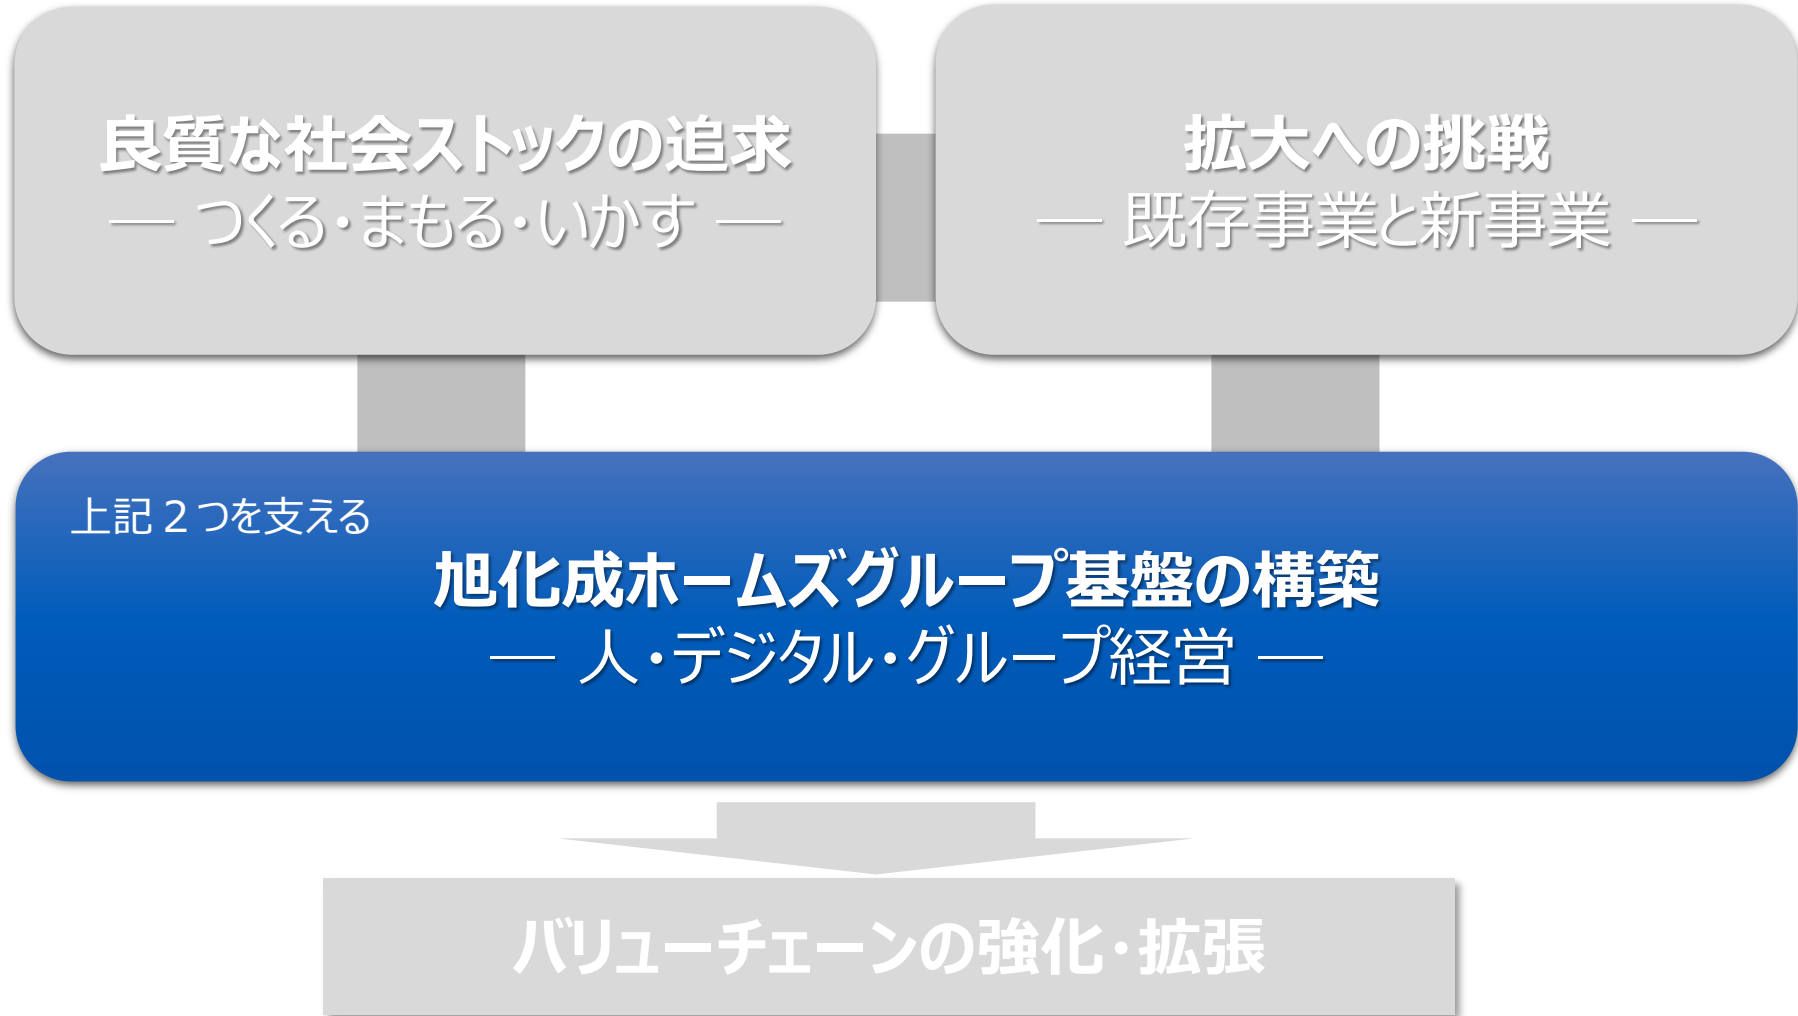 良質な社会ストックの追求
― つくる・まもる・いかす ―
拡大への挑戦
― 既存事業と新事業 ―
上記２つを支える
旭化成ホームズグループ基盤の構築
― 人・デジタル・グループ経営 ―
バリューチェーンの強化・拡張